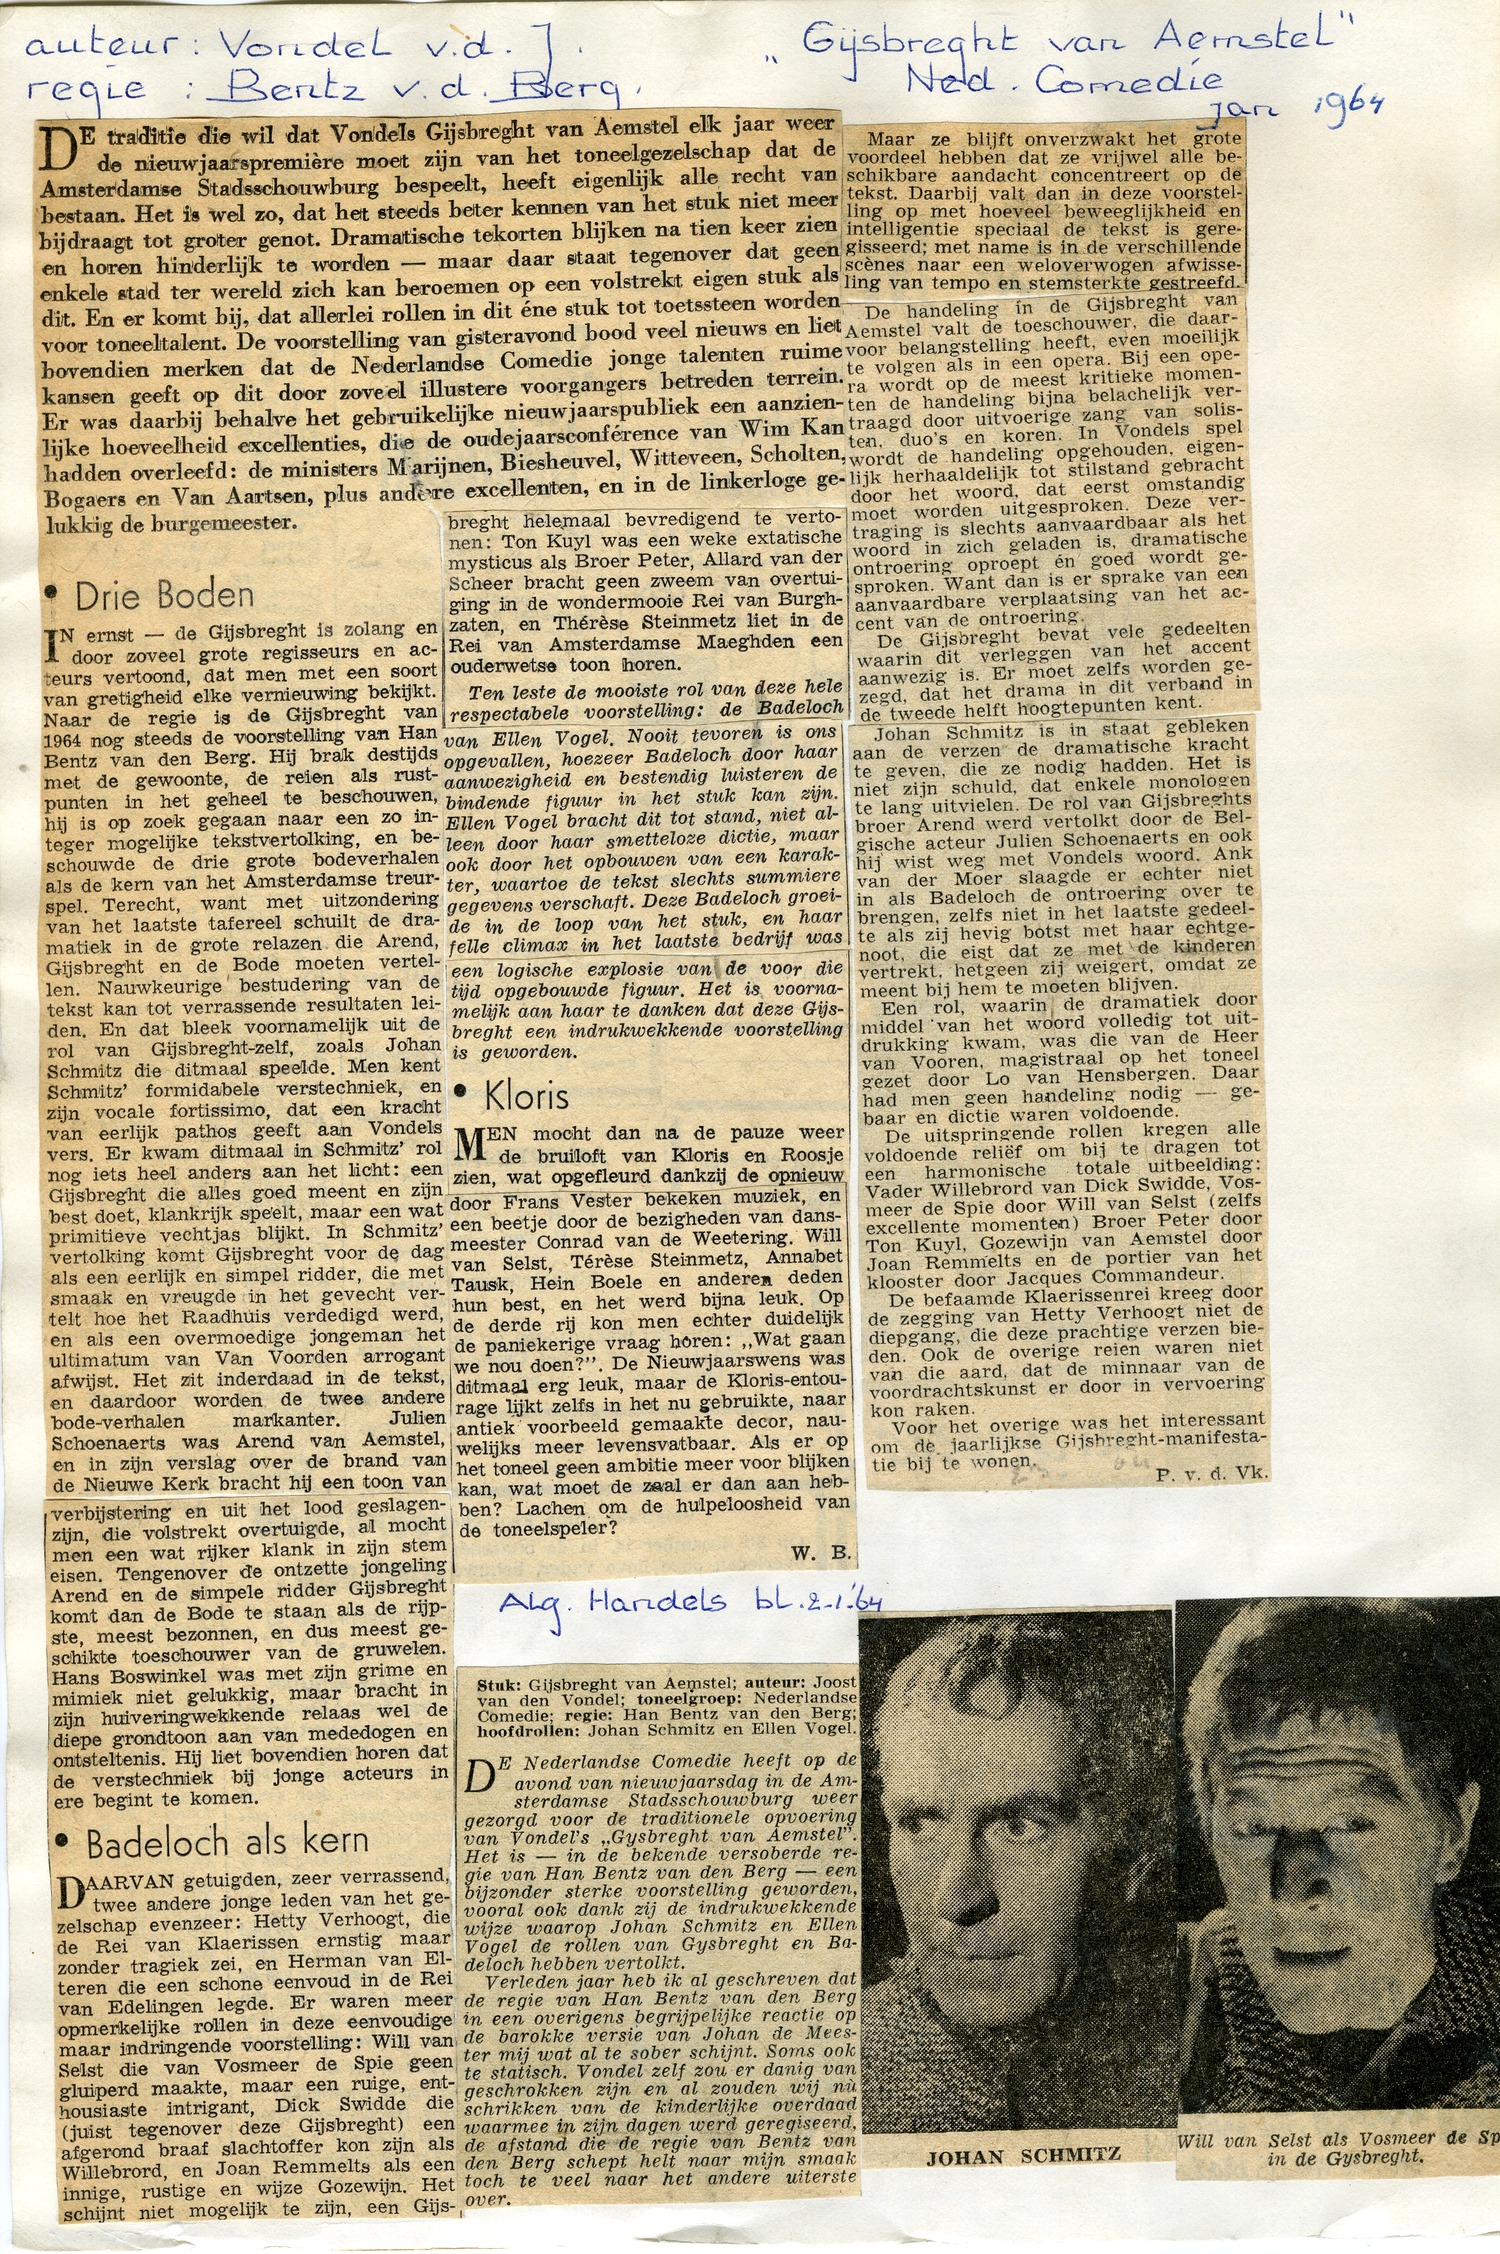 auteur: Vondel v.d. J.
regie : Bentz v.d. Berg.
„Gijsbreght van Aemstel"
Ned. Comedie
jan 1964
DE traditie die wil dat Vondels Gijsbreght van Aemstel elk jaar weer
de nieuwjaarspremière moet zijn van het toneelgezelschap dat de
Amsterdamse Stadsschouwburg bespeelt, heeft eigenlijk alle recht van
bestaan. Het is wel zo, dat het steeds beter kennen van het stuk niet meer
bijdraagt tot groter genot. Dramatische tekorten blijken na tien keer zien
en horen hinderlijk te worden — maar daar staat tegenover dat geen
enkele stad ter wereld zich kan beroemen op een volstrekt eigen stuk als
dit. En er komt bij, dat allerlei rollen in dit éne stuk tot toetssteen worden
voor toneeltalent. De voorstelling van gisteravond bood veel nieuws en liet
bovendien merken dat de Nederlandse Comedie jonge talenten ruime
kansen geeft op dit door zoveel illustere voorgangers betreden terrein.
Er was daarbij behalve het gebruikelijke nieuwjaarspubliek een aanzien-
lijke hoeveelheid excellenties, die de oudejaarsconférence van Wim Kan
hadden overleefd: de ministers Marijnen, Biesheuvel, Witteveen, Scholten,
Bogaers en Van Aartsen, plus andere excellenten, en in de linkerloge ge-
lukkig de burgemeester.
• Drie Boden
IN ernst — de Gijsbreght is zolang en
door zoveel grote regisseurs en ac-
teurs vertoond, dat men met een soort
van gretigheid elke vernieuwing bekijkt.
Naar de regie is de Gijsbreght van
1964 nog steeds de voorstelling van Han
Bentz van den Berg. Hij brak destijds
met de gewoonte, de reien als rust-
punten in het geheel te beschouwen,
hij is op zoek gegaan naar een zo in-
teger mogelijke tekstvertolking, en be-
schouwde de drie grote bodeverhalen
als de kern van het Amsterdamse treur-
spel. Terecht, want met uitzondering
van het laatste tafereel schuilt de dra-
matiek in de grote relazen die Arend,
Gijsbreght en de Bode moeten vertel-
len. Nauwkeurige bestudering van de
tekst kan tot verrassende resultaten lei-
den. En dat bleek voornamelijk uit de
rol van Gijsbreght-zelf, zoals Johan
Schmitz die ditmaal speelde. Men kent
Schmitz' formidabele verstechniek, en
zijn vocale fortissimo, dat een kracht
van eerlijk pathos geeft aan Vondels
vers. Er kwam ditmaal in Schmitz' rol
nog iets heel anders aan het licht: een
Gijsbreght die alles goed meent en zijn
best doet, klankrijk speelt, maar een wat
primitieve vechtjas blijkt. In Schmitz'
vertolking komt Gijsbreght voor de dag
als een eerlijk en simpel ridder, die met
smaak en vreugde in het gevecht ver-
telt hoe het Raadhuis verdedigd werd,
en als een overmoedige jongeman het
ultimatum van Van Voorden arrogant
afwijst. Het zit inderdaad in de tekst,
en daardoor worden de twee andere
bode-verhalen markanter. Julien
Schoenaerts was Arend van Aemstel,
en in zijn verslag over de brand van
de Nieuwe Kerk bracht hij een toon van
verbijstering en uit het lood geslagen-
zijn, die volstrekt overtuigde, al mocht
men een wat rijker klank in zijn stem
eisen. Tengenover de ontzette jongeling
Arend en de simpele ridder Gijsbreght
komt dan de Bode te staan als de rijp-
ste, meest bezonnen, en dus meest ge-
schikte toeschouwer van de gruwelen.
Hans Boswinkel was met zijn grime en
mimiek niet gelukkig, maar bracht in
zijn huiveringwekkende relaas wel de
diepe grondtoon aan van mededogen en
ontsteltenis. Hij liet bovendien horen dat
de verstechniek bij jonge acteurs in
ere begint te komen.
• Badeloch als kern
DAARVAN getuigden, zeer verrassend,
twee andere jonge leden van het ge-
zelschap evenzeer: Hetty Verhoogt, die
de Rei van Klaerissen ernstig maar
zonder tragiek zei, en Herman van El-
teren die een schone eenvoud in de Rei
van Edelingen legde. Er waren meer
opmerkelijke rollen in deze eenvoudige
maar indringende voorstelling: Will van
Selst die van Vosmeer de Spie geen
gluiperd maakte, maar een ruige, ent-
housiaste intrigant, Dick Swidde die
(juist tegenover deze Gijsbreght) een
afgerond braaf slachtoffer kon zijn als
Willebrord, en Joan Remmelts als een
innige, rustige en wijze Gozewijn. Het
schijnt niet mogelijk te zijn, een Gijs-
breght helemaal bevredigend te verto-
nen: Ton Kuyl was een weke extatische
mysticus als Broer Peter, Allard van der
Scheer bracht geen zweem van overtui-
ging in de wondermooie Rei van Burgh-
zaten, en Thérèse Steinmetz liet in de
Rei van Amsterdamse Maeghden een
ouderwetse toon horen.
Ten leste de mooiste rol van deze hele
respectabele voorstelling: de Badeloch
van Ellen Vogel. Nooit tevoren is ons
opgevallen, hoezeer Badeloch door haar
aanwezigheid en bestendig luisteren de
bindende figuur in het stuk kan zijn.
Ellen Vogel bracht dit tot stand, niet al-
leen door haar smetteloze dictie, maar
ook door het opbouwen van een karak-
ter, waartoe de tekst slechts summiere
gegevens verschaft. Deze Badeloch groei-
de in de loop van het stuk, en haar
felle climax in het laatste bedrijf was
een logische explosie van de voor die
tijd opgebouwde figuur. Het is voorna-
melijk aan haar te danken dat deze Gijs-
breght een indrukwekkende voorstelling
is geworden.
• Kloris
MEN mocht dan na de pauze weer
de bruiloft van Kloris en Roosje
zien, wat opgefleurd dankzij de opnieuw
door Frans Vester bekeken muziek, en
een beetje door de bezigheden van dans-
meester Conrad van de Weetering. Will
van Selst, Térèse Steinmetz, Annabet
Tausk, Hein Boele en anderen deden
hun best, en het werd bijna leuk. Op
de derde rij kon men echter duidelijk
de paniekerige vraag horen: „Wat gaan
we nou doen?". De Nieuwjaarswens was
ditmaal erg leuk, maar de Kloris-entou-
rage lijkt zelfs in het nu gebruikte, naar
antiek voorbeeld gemaakte decor, nau-
welijks meer levensvatbaar. Als er op
het toneel geen ambitie meer voor blijken
kan, wat moet de zaal er dan aan heb-
ben? Lachen om de hulpeloosheid van
de toneelspeler?
W. B.
Alg. Handels bl. 2-1-'64
Stuk: Gijsbreght van Aemstel; auteur: Joost
van den Vondel; toneelgroep: Nederlandse
Comedie; regie: Han Bentz van den Berg;
hoofdrollen: Johan Schmitz en Ellen Vogel.
DE Nederlandse Comedie heeft op de
avond van nieuwjaarsdag in de Am-
sterdamse Stadsschouwburg weer
gezorgd voor de traditionele opvoering
van Vondel's „Gysbreght van Aemstel".
Het is — in de bekende versoberde re-
gie van Han Bentz van den Berg — een
bijzonder sterke voorstelling geworden,
vooral ook dank zij de indrukwekkende
wijze waarop Johan Schmitz en Ellen
Vogel de rollen van Gysbreght en Ba-
deloch hebben vertolkt.
Verleden jaar heb ik al geschreven dat
de regie van Han Bentz van den Berg
in een overigens begrijpelijke reactie op
de barokke versie van Johan de Mees-
ter mij wat al te sober schijnt. Soms ook
te statisch. Vondel zelf zou er danig van
geschrokken zijn en al zouden wij nú
schrikken van de kinderlijke overdaad
waarmee in zijn dagen werd geregiseerd,
de afstand die de regie van Bentz van
den Berg schept helt naar mijn smaak
toch te veel naar het andere uiterste
over.
Maar ze blijft onverzwakt het grote
voordeel hebben dat ze vrijwel alle be-
schikbare aandacht concentreert op de
tekst. Daarbij valt dan in deze voorstel-
ling op met hoeveel beweeglijkheid en
intelligentie speciaal de tekst is gere-
gisseerd; met name is in de verschillende
scènes naar een weloverwogen afwisse-
ling van tempo en stemsterkte gestreefd.
De handeling in de Gijsbreght van
Aemstel valt de toeschouwer, die daar-
voor belangstelling heeft, even moeilijk
te volgen als in een opera. Bij een ope-
ra wordt op de meest kritieke momen-
ten de handeling bijna belachelijk ver-
traagd door uitvoerige zang van solis-
ten, duo's en koren. In Vondels spel
wordt de handeling opgehouden, eigen-
lijk herhaaldelijk tot stilstand gebracht
door het woord, dat eerst omstandig
moet worden uitgesproken. Deze ver-
traging is slechts aanvaardbaar als het
woord in zich geladen is, dramatische
ontroering oproept én goed wordt ge-
sproken. Want dan is er sprake van een
aanvaardbare verplaatsing van het ac-
cent van de ontroering.
De Gijsbreght bevat vele gedeelten
waarin dit verleggen van het accent
aanwezig is. Er moet zelfs worden ge-
zegd, dat het drama in dit verband in
de tweede helft hoogtepunten kent.
Johan Schmitz is in staat gebleken
aan de verzen de dramatische kracht
te geven, die ze nodig hadden. Het is
niet zijn schuld, dat enkele monologen
te lang uitvielen. De rol van Gijsbreghts
broer Arend werd vertolkt door de Bel-
gische acteur Julien Schoenaerts en ook
hij wist weg met Vondels woord. Ank
van der Moer slaagde er echter niet
in als Badeloch de ontroering over te
brengen, zelfs niet in het laatste gedeel-
te als zij hevig botst met haar echtge-
noot, die eist dat ze met de kinderen
vertrekt, hetgeen zij weigert, omdat ze
meent bij hem te moeten blijven.
Een rol, waarin de dramatiek door
middel van het woord volledig tot uit-
drukking kwam, was die van de Heer
van Vooren, magistraal op het toneel
gezet door Lo van Hensbergen. Daar
had men geen handeling nodig — ge-
baar en dictie waren voldoende.
De uitspringende rollen kregen alle
voldoende reliëf om bij te dragen tot
een harmonische totale uitbeelding:
Vader Willebrord van Dick Swidde, Vos-
meer de Spie door Will van Selst (zelfs
excellente momenten) Broer Peter door
Ton Kuyl, Gozewijn van Aemstel door
Joan Remmelts en de portier van het
klooster door Jacques Commandeur.
De befaamde Klaerissenrei kreeg door
de zegging van Hetty Verhoogt niet de
diepgang, die deze prachtige verzen bie-
den. Ook de overige reien waren niet
van die aard, dat de minnaar van de
voordrachtskunst er door in vervoering
kon raken.
Voor het overige was het interessant
om de jaarlijkse Gijsbreght-manifesta-
tie bij te wonen.
P. v. d. Vk.
JOHAN SCHMITZ
Will van Selst als Vosmeer de Sp
in de Gysbreght.